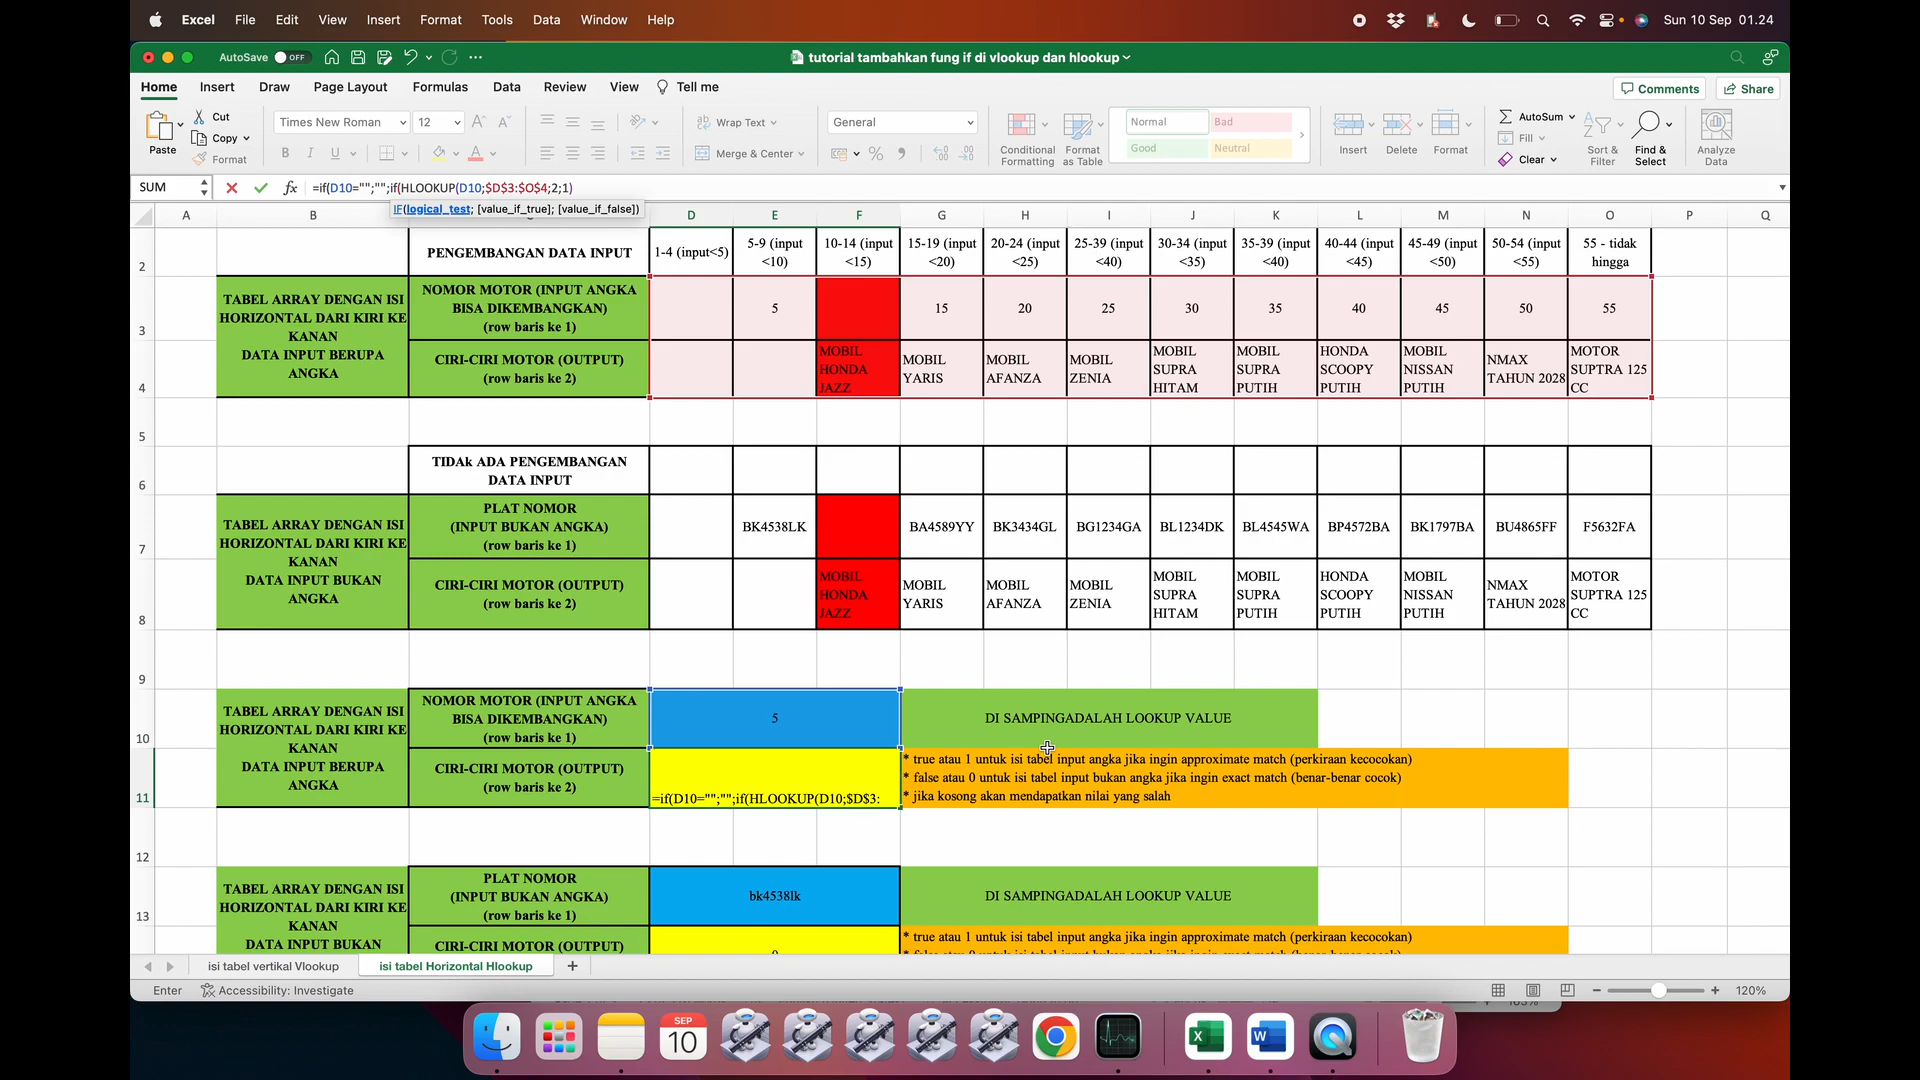 Excel File Edit View Insert Format Tools Data Window Help
Sun 10 Sep 01.24
AutoSave OFF
tutorial tambahkan fung if di vlookup dan hlookup
Home Insert Draw Page Layout Formulas Data Review View Tell me
Comments Share
Paste
Cut
Copy
Format
Times New Roman 12
B I U
Wrap Text
Merge & Center
General
Conditional Formatting
Format as Table
Normal Bad
Good Neutral
Insert Delete Format
AutoSum
Fill
Clear
Sort & Filter
Find & Select
Analyze Data
SUM fx =if(D10="";"";if(HLOOKUP(D10;$D$3:$O$4;2;1)
IF(logical_test; [value_if_true]; [value_if_false])
A B D E F G H I J K L M N O P Q
2
PENGEMBANGAN DATA INPUT
1-4 (input<5)
5-9 (input <10)
10-14 (input <15)
15-19 (input <20)
20-24 (input <25)
25-39 (input <40)
30-34 (input <35)
35-39 (input <40)
40-44 (input <45)
45-49 (input <50)
50-54 (input <55)
55 - tidak hingga
TABEL ARRAY DENGAN ISI
HORIZONTAL DARI KIRI KE
KANAN
DATA INPUT BERUPA
ANGKA
3
NOMOR MOTOR (INPUT ANGKA
BISA DIKEMBANGKAN)
(row baris ke 1)
5 15 20 25 30 35 40 45 50 55
4
CIRI-CIRI MOTOR (OUTPUT)
(row baris ke 2)
MOBIL HONDA JAZZ
MOBIL YARIS
MOBIL AFANZA
MOBIL ZENIA
MOBIL SUPRA HITAM
MOBIL SUPRA PUTIH
HONDA SCOOPY PUTIH
MOBIL NISSAN PUTIH
NMAX TAHUN 2028
MOTOR SUPTRA 125 CC
5
6
TIDAk ADA PENGEMBANGAN
DATA INPUT
TABEL ARRAY DENGAN ISI
HORIZONTAL DARI KIRI KE
KANAN
DATA INPUT BUKAN
ANGKA
7
PLAT NOMOR
(INPUT BUKAN ANGKA)
(row baris ke 1)
BK4538LK BA4589YY BK3434GL BG1234GA BL1234DK BL4545WA BP4572BA BK1797BA BU4865FF F5632FA
8
CIRI-CIRI MOTOR (OUTPUT)
(row baris ke 2)
MOBIL HONDA JAZZ
MOBIL YARIS
MOBIL AFANZA
MOBIL ZENIA
MOBIL SUPRA HITAM
MOBIL SUPRA PUTIH
HONDA SCOOPY PUTIH
MOBIL NISSAN PUTIH
NMAX TAHUN 2028
MOTOR SUPTRA 125 CC
9
TABEL ARRAY DENGAN ISI
HORIZONTAL DARI KIRI KE
KANAN
DATA INPUT BERUPA
ANGKA
10
NOMOR MOTOR (INPUT ANGKA
BISA DIKEMBANGKAN)
(row baris ke 1)
5
DI SAMPINGADALAH LOOKUP VALUE
11
CIRI-CIRI MOTOR (OUTPUT)
(row baris ke 2)
=if(D10="";"";if(HLOOKUP(D10;$D$3:
* true atau 1 untuk isi tabel input angka jika ingin approximate match (perkiraan kecocokan)
* false atau 0 untuk isi tabel input bukan angka jika ingin exact match (benar-benar cocok)
* jika kosong akan mendapatkan nilai yang salah
12
TABEL ARRAY DENGAN ISI
HORIZONTAL DARI KIRI KE
KANAN
DATA INPUT BUKAN
13
PLAT NOMOR
(INPUT BUKAN ANGKA)
(row baris ke 1)
bk4538lk
DI SAMPINGADALAH LOOKUP VALUE
CIRI-CIRI MOTOR (OUTPUT)
* true atau 1 untuk isi tabel input angka jika ingin approximate match (perkiraan kecocokan)
isi tabel vertikal Vlookup isi tabel Horizontal Hlookup
Enter Accessibility: Investigate
120%
SEP
10